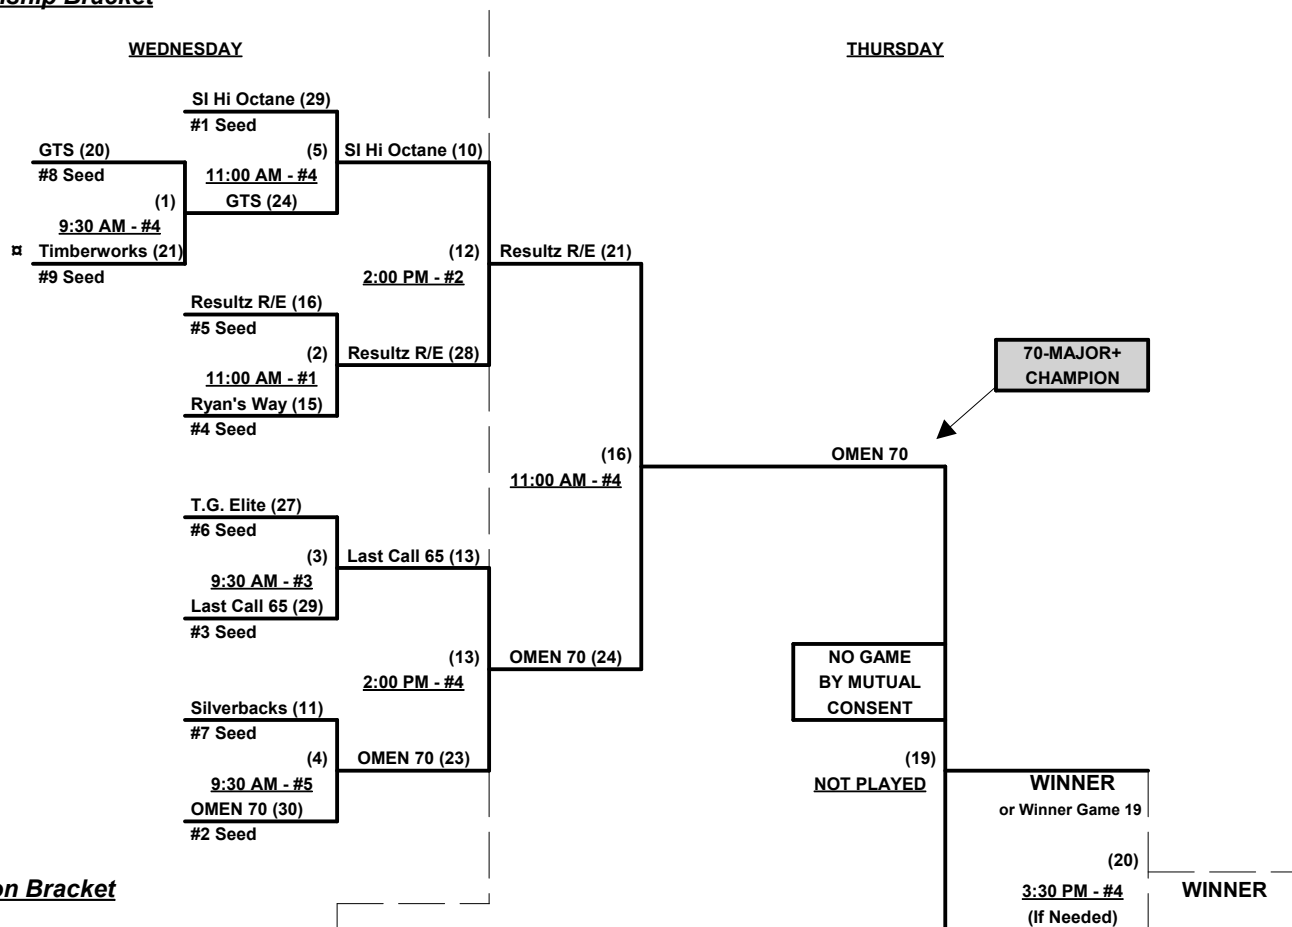 nship Bracket
WEDNESDAY
THURSDAY
SI Hi Octane (29)
#1 Seed
GTS (20)
(5)
SI Hi Octane (10)
#8 Seed
11:00 AM - #4
(1)
GTS (24)
9:30 AM - #4
¤ Timberworks (21)
(12)
Resultz R/E (21)
#9 Seed
2:00 PM - #2
Resultz R/E (16)
#5 Seed
(2)
Resultz R/E (28)
70-MAJOR+
CHAMPION
11:00 AM - #1
Ryan's Way (15)
#4 Seed
(16)
OMEN 70
11:00 AM - #4
T.G. Elite (27)
#6 Seed
(3)
Last Call 65 (13)
9:30 AM - #3
Last Call 65 (29)
#3 Seed
(13)
OMEN 70 (24)
NO GAME
BY MUTUAL
CONSENT
2:00 PM - #4
Silverbacks (11)
#7 Seed
(4)
OMEN 70 (23)
(19)
9:30 AM - #5
NOT PLAYED
WINNER
OMEN 70 (30)
or Winner Game 19
#2 Seed
(20)
on Bracket
3:30 PM - #4
WINNER
(If Needed)